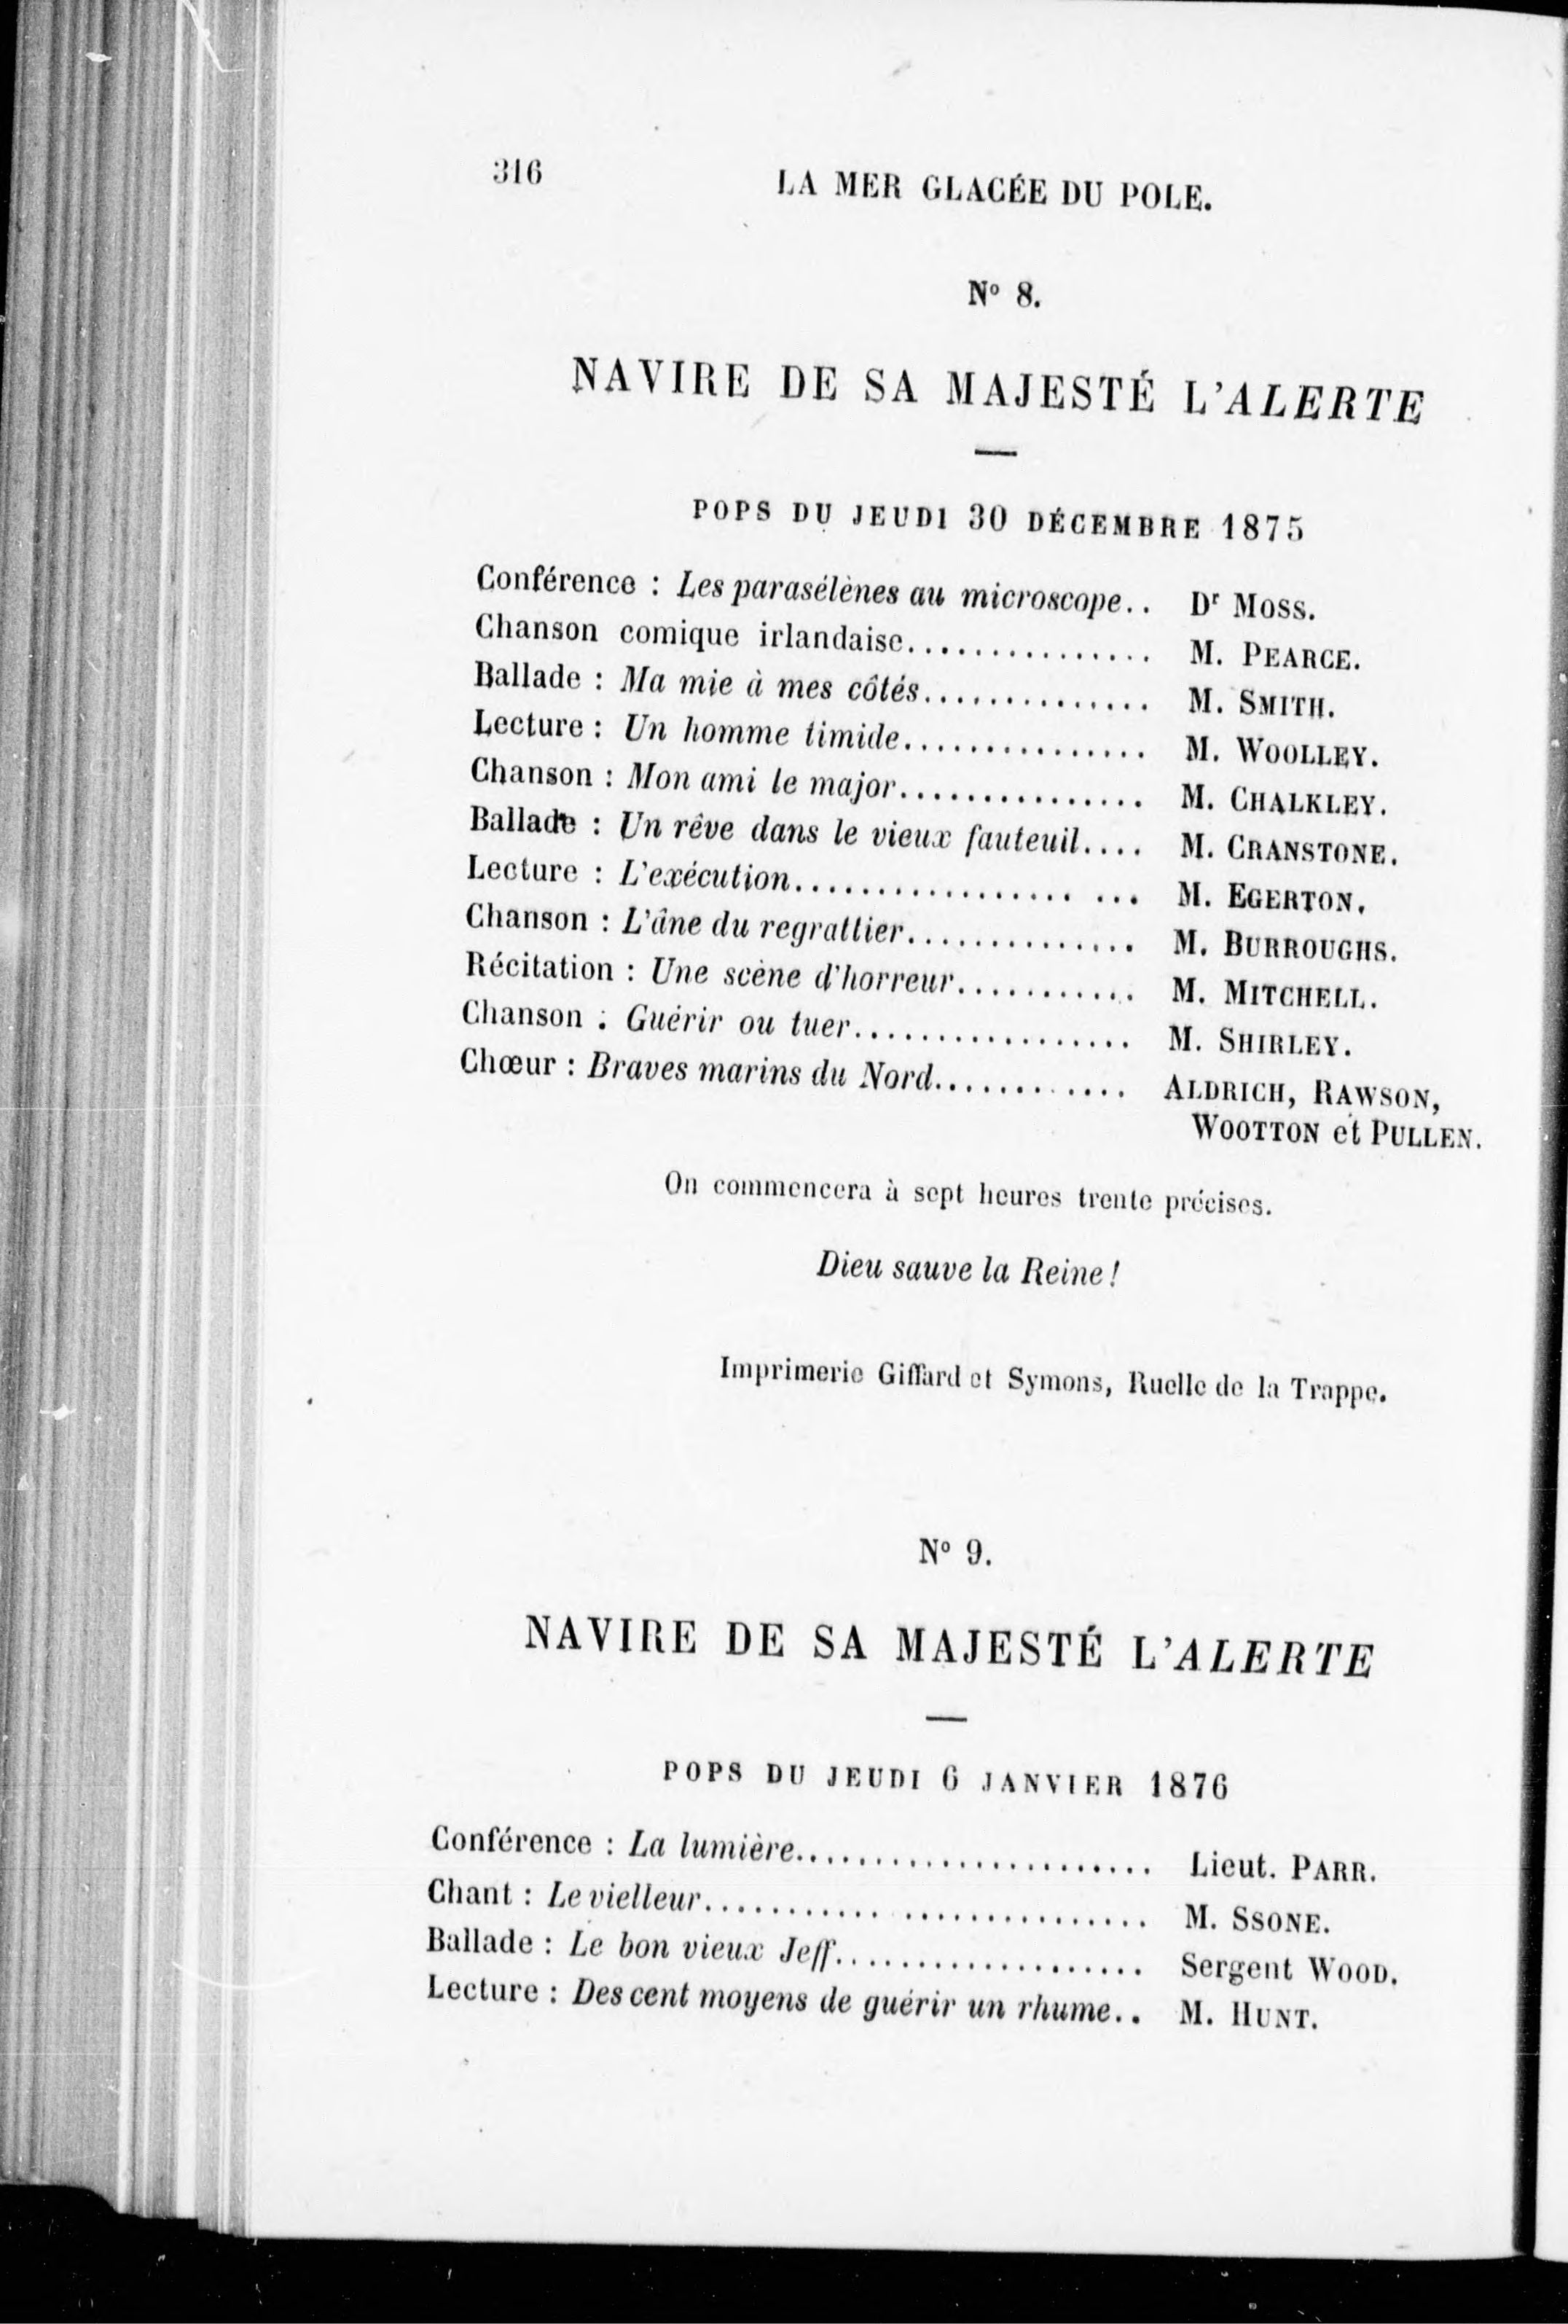 316
LA MER GLACÉE DU POLE.
No 8.
NAVIRE DE SA MAJESTÉ L'ALERTE
POPS DU JEUDI 30 DÉCEMBRE 1875
Conférence : Les parasélènes au microscope.. Dr MOSS.
Chanson comique irlandaise............... M. PEARCE.
Ballade : Ma mie à mes côtés.............. M. SMITH.
Lecture : Un homme timide............... M. WOOLLEY.
Chanson : Mon ami le major............... M. CHALKLEY.
Ballade : Un rêve dans le vieux fauteuil.... M. CRANSTONE.
Lecture : L'exécution................. ... M. EGERTON.
Chanson : L'âne du regrattier.............. M. BURROUGHS.
Récitation : Une scène d'horreur........... M. MITCHELL.
Chanson : Guérir ou tuer................. M. SHIRLEY.
Chœur : Braves marins du Nord............ ALDRICH, RAWSON,
WOOTTON et PULLEN.
On commencera à sept heures trente précises.
Dieu sauve la Reine !
Imprimerie Giffard et Symons, Ruelle de la Trappe.
No 9.
NAVIRE DE SA MAJESTÉ L'ALERTE
POPS DU JEUDI 6 JANVIER 1876
Conférence : La lumière...................... Lieut. PARR.
Chant : Le vielleur........... ............... M. SSONE.
Ballade : Le bon vieux Jeff................... Sergent WOOD.
Lecture : Des cent moyens de guérir un rhume.. M. HUNT.